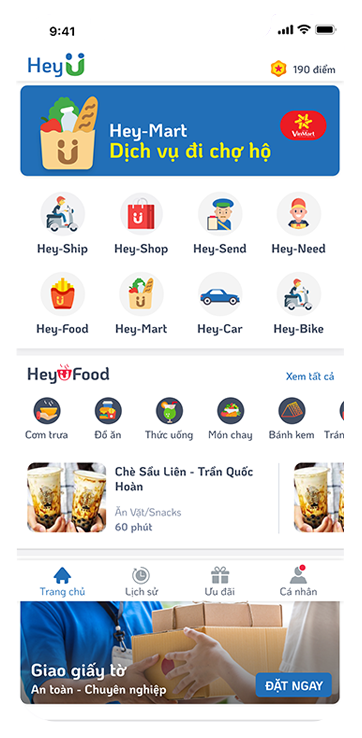 9:41
HeyU
190 điểm
Hey-Mart
Dịch vụ đi chợ hộ
VinMart
Hey-Ship
Hey-Shop
Hey-Send
Hey-Need
Hey-Food
Hey-Mart
Hey-Car
Hey-Bike
HeyUFood
Xem tất cả
Cơm trưa
Đồ ăn
Thức uống
Món chay
Bánh kem
Trán
Chè Sầu Liên - Trần Quốc
Hoàn
Ăn Vặt/Snacks
60 phút
Trang chủ
Lịch sử
Ưu đãi
Cá nhân
Giao giấy tờ
An toàn - Chuyên nghiệp
ĐẶT NGAY